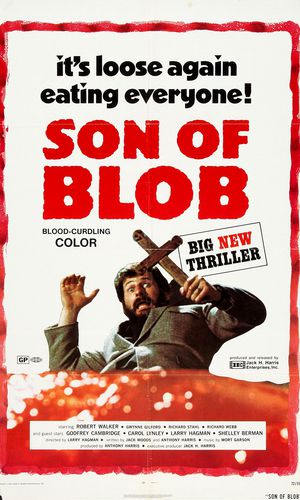 it's loose again
eating everyone!
SON OF
BLOB
BLOOD-CURDLING
COLOR
BIG NEW
THRILLER
GP
produced and released by
Jack H. Harris
Enterprises, Inc.
starring ROBERT WALKER • GWYNNE GILFORD • RICHARD STAHL • RICHARD WEBB
and guest stars GODFREY CAMBRIDGE • CAROL LYNLEY • LARRY HAGMAN • SHELLEY BERMAN
directed by LARRY HAGMAN • written by JACK WOODS and ANTHONY HARRIS • music by MORT GARSON
produced by ANTHONY HARRIS • executive producer JACK H. HARRIS
"SON OF BLOB